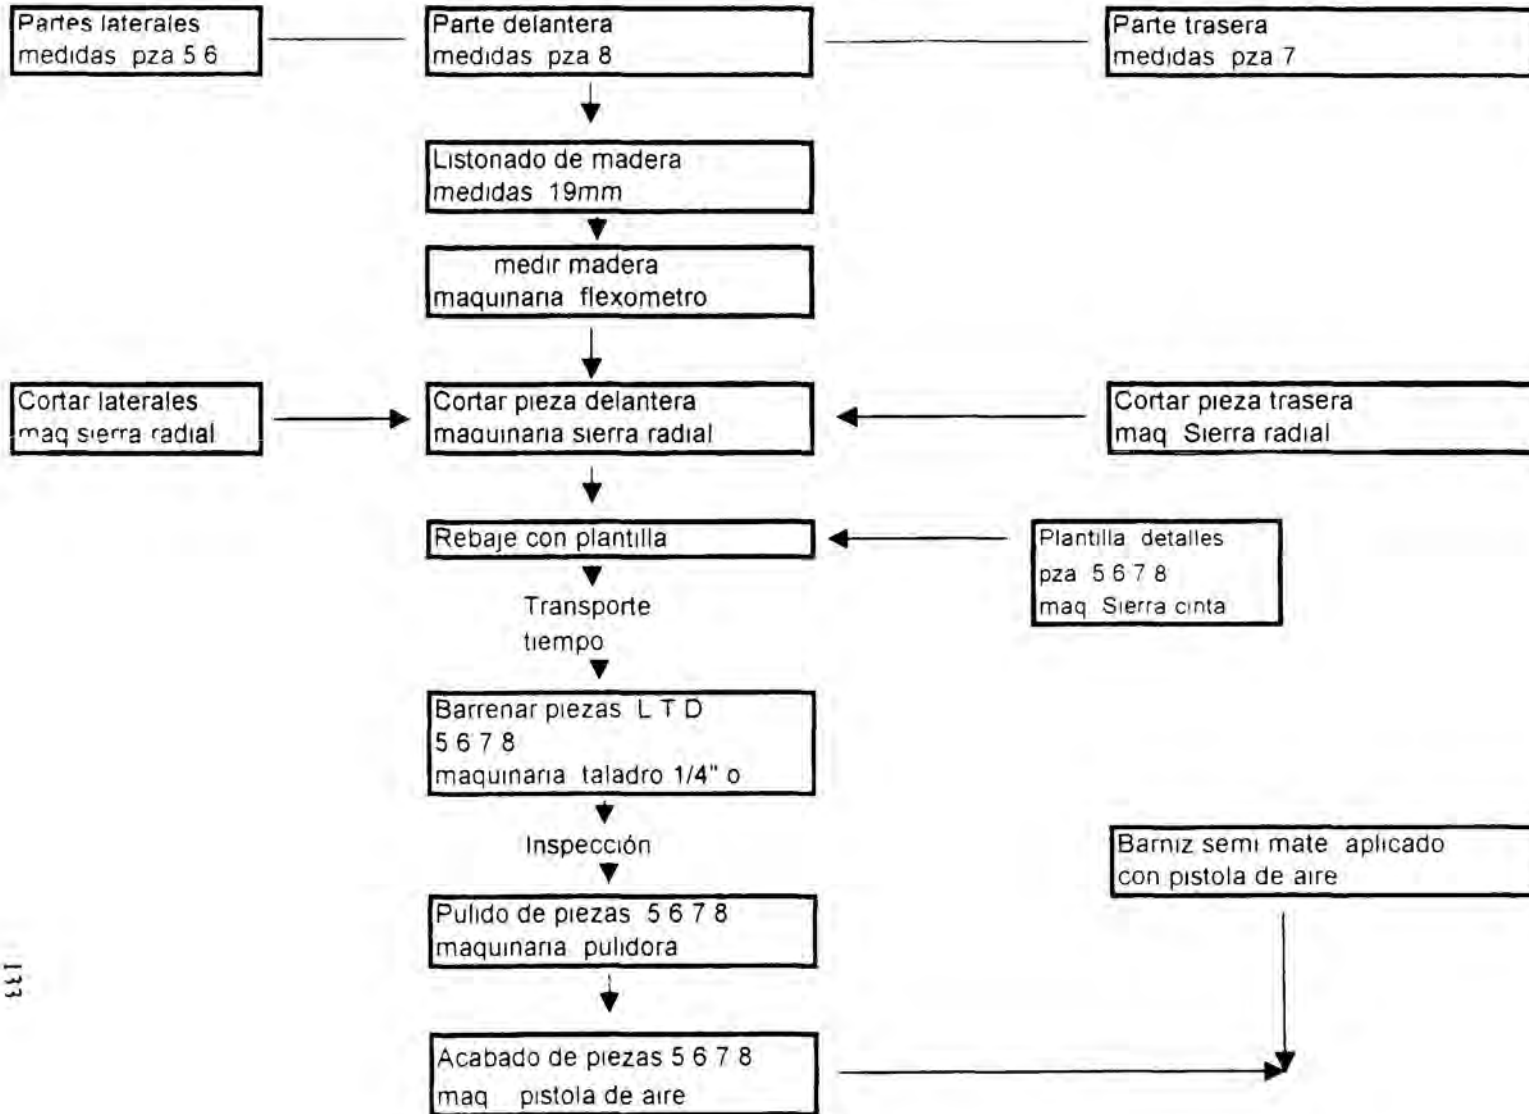 Partes laterales
medidas pza 5 6
Parte delantera
medidas pza 8
Parte trasera
medidas pza 7
Listonado de madera
medidas 19mm
medir madera
maquinaria flexometro
Cortar laterales
maq sierra radial
Cortar pieza delantera
maquinaria sierra radial
Cortar pieza trasera
maq Sierra radial
Rebaje con plantilla
Plantilla detalles
pza 5 6 7 8
maq Sierra cinta
Transporte
tiempo
Barrenar piezas L T D
5 6 7 8
maquinaria taladro 1/4" o
Inspección
Barniz semi mate aplicado
con pistola de aire
Pulido de piezas 5 6 7 8
maquinaria pulidora
Acabado de piezas 5 6 7 8
maq pistola de aire
133